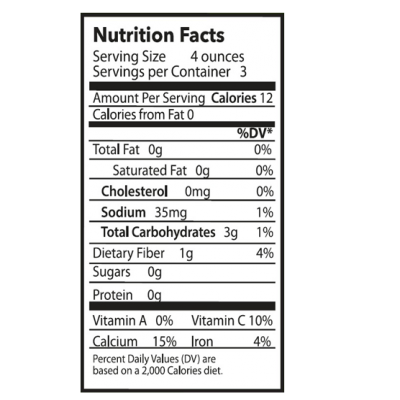 Nutrition Facts
Serving Size 4 ounces
Servings per Container 3
Amount Per Serving Calories 12
Calories from Fat 0
%DV*
Total Fat 0g 0%
Saturated Fat 0g 0%
Cholesterol 0mg 0%
Sodium 35mg 1%
Total Carbohydrates 3g 1%
Dietary Fiber 1g 4%
Sugars 0g
Protein 0g
Vitamin A 0% Vitamin C 10%
Calcium 15% Iron 4%
Percent Daily Values (DV) are
based on a 2,000 Calories diet.